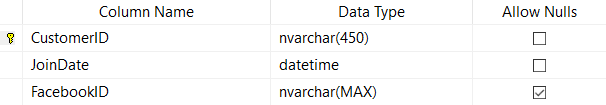 Column Name Data Type Allow Nulls
CustomerID nvarchar(450)
JoinDate datetime
FacebookID nvarchar(MAX)